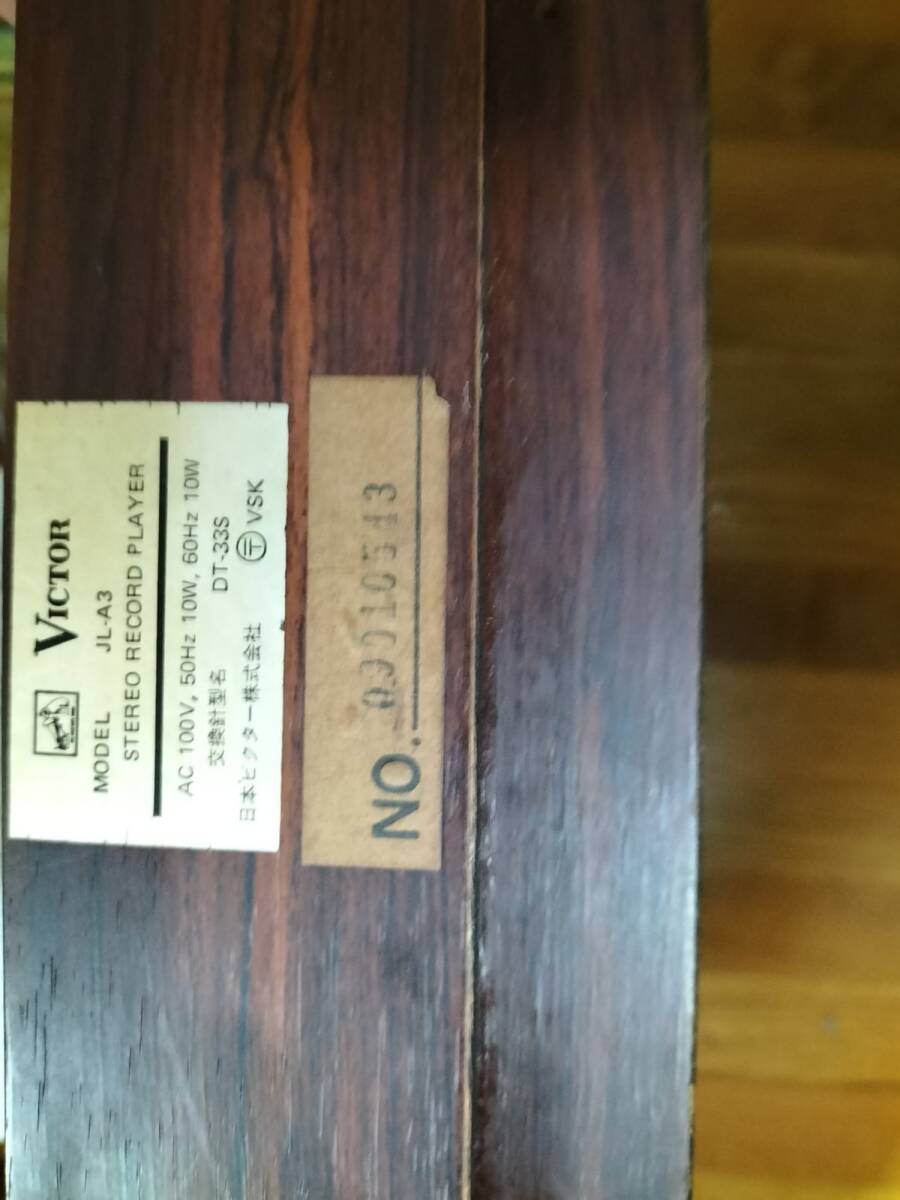 VICTOR
MODEL JL-A3
STEREO RECORD PLAYER
AC 100V, 50Hz 10W, 60Hz 10W
交換針型名 DT-33S
日本ビクター株式会社 〒 VSK
NO.